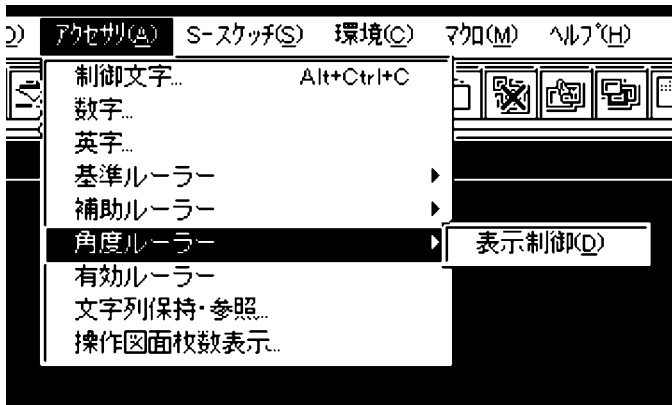 アクセサリ(A) S-スケッチ(S) 環境(C) マクロ(M) ヘルプ(H)
制御文字... Alt+Ctrl+C
数字...
英字...
基準ルーラー
補助ルーラー
角度ルーラー
表示制御(D)
有効ルーラー
文字列保持・参照...
操作図面枚数表示...